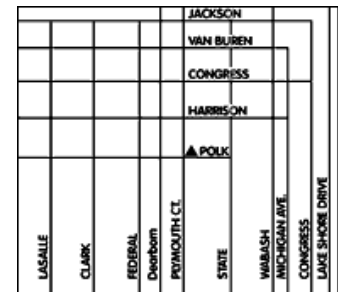 JACKSON
VAN BUREN
CONGRESS
HARRISON
POLK
LASALLE
CLARK
FEDERAL
Dearborn
PLYMOUTH CT.
STATE
WABASH
MICHIGAN AVE.
CONGRESS
LAKE SHORE DRIVE